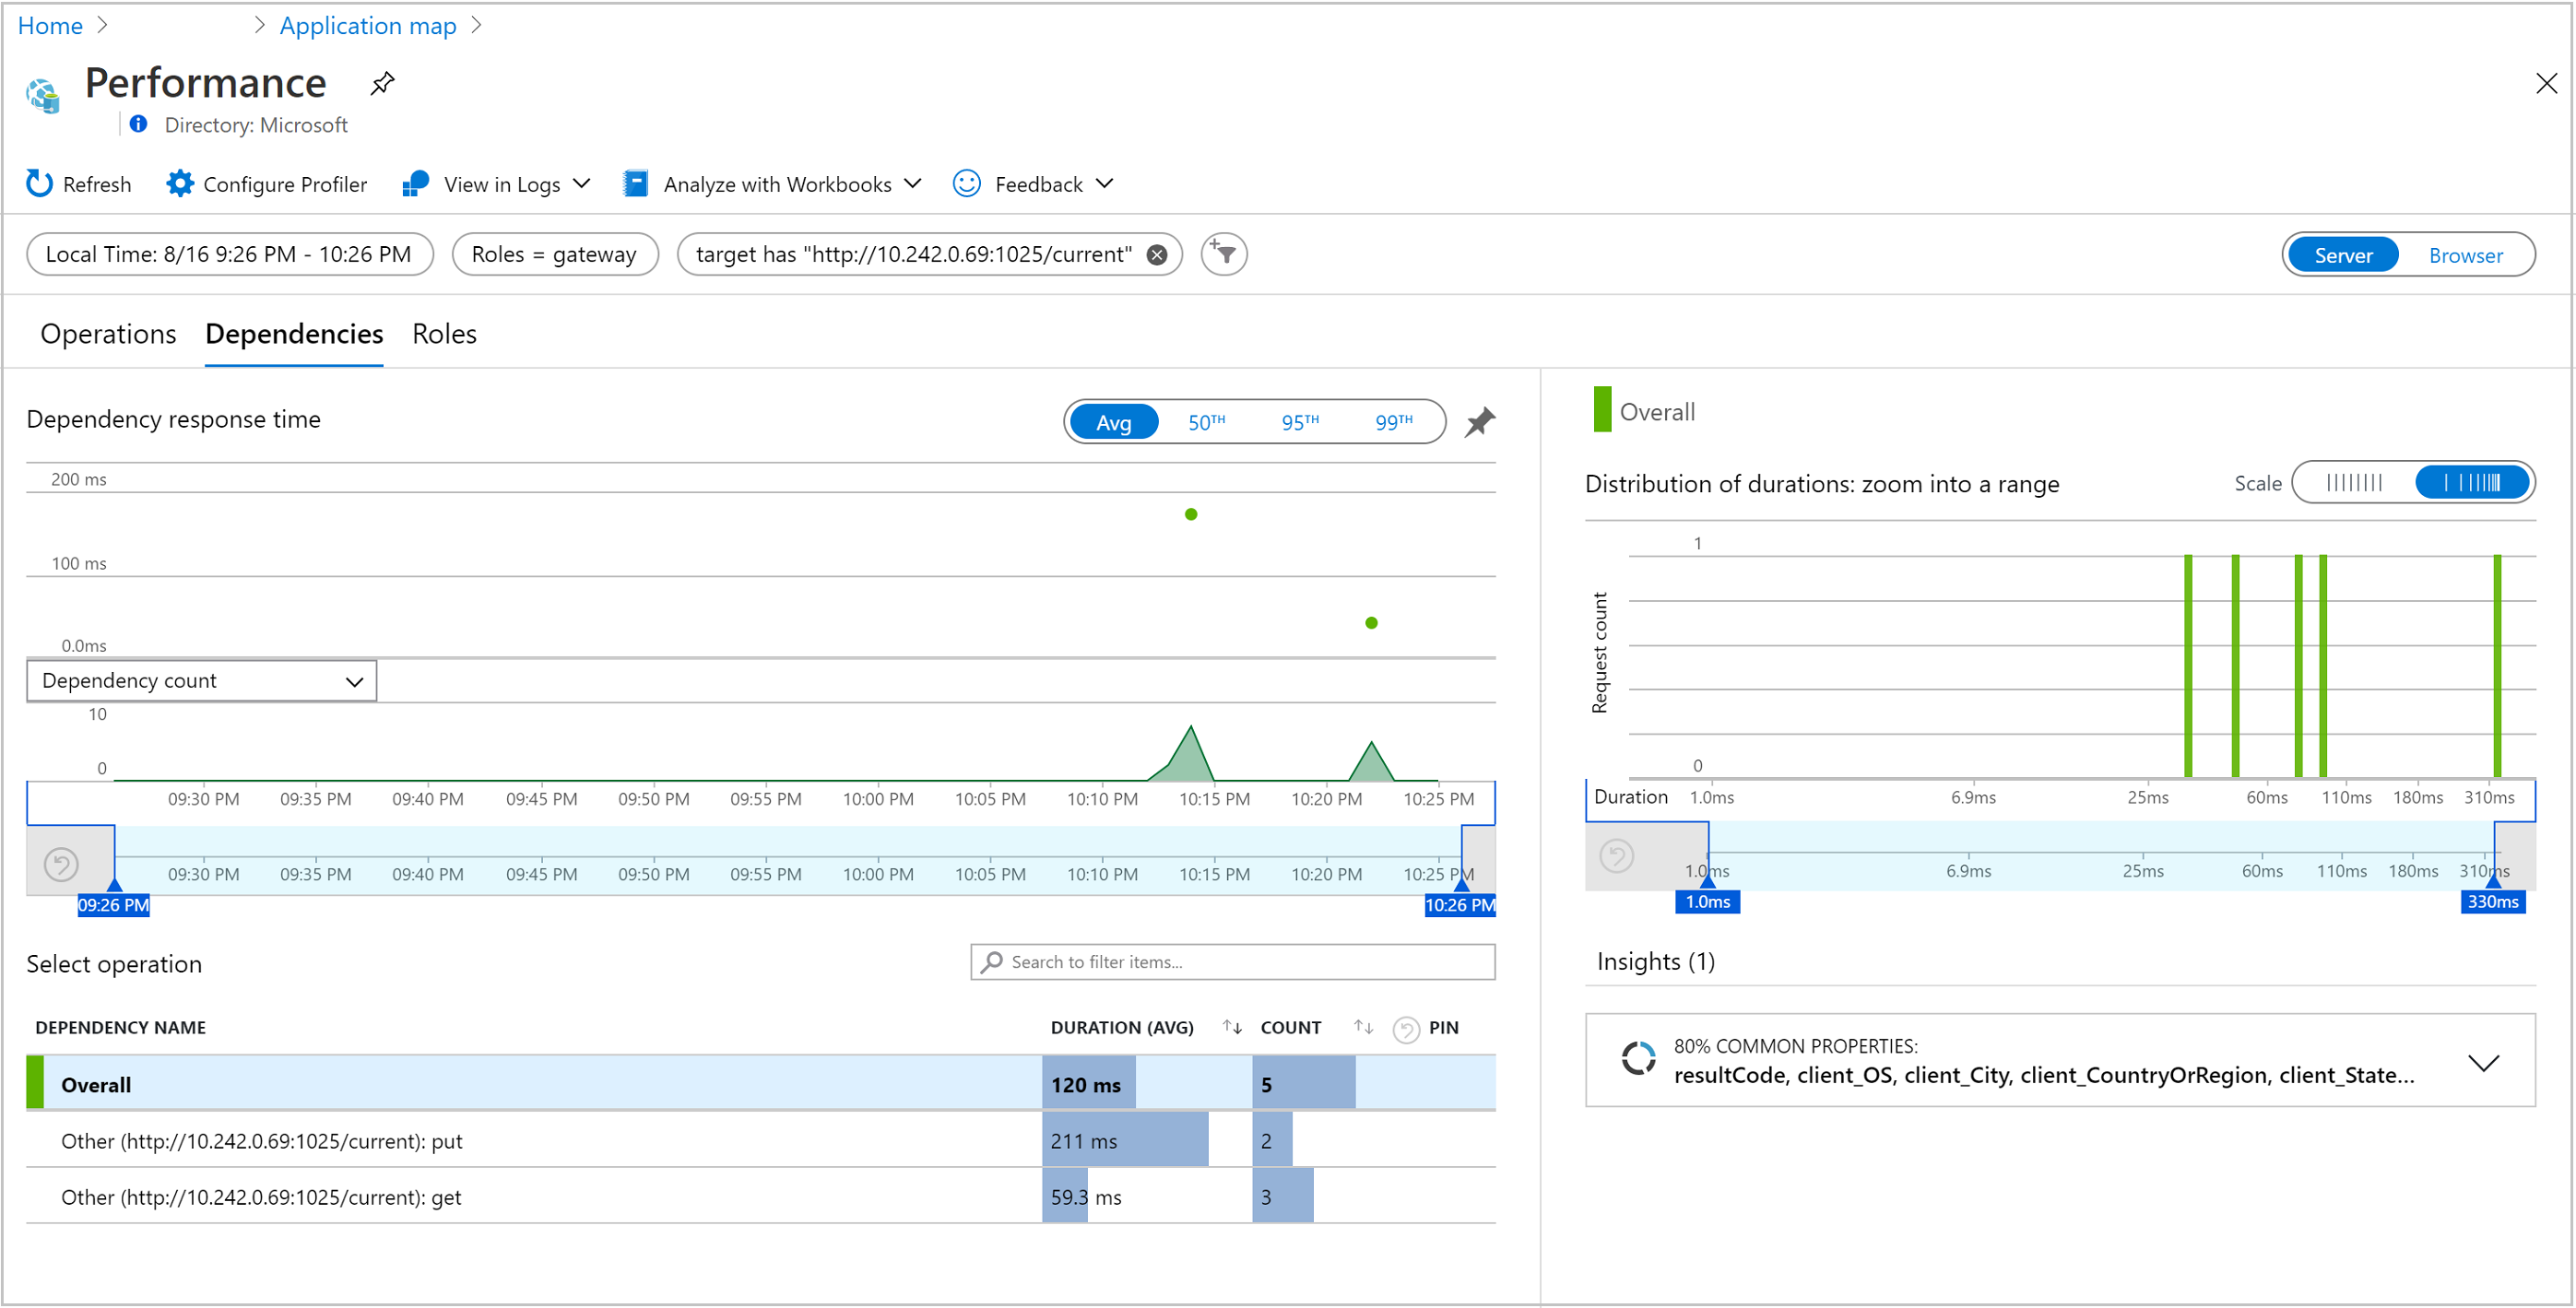 Home > > Application map >
Performance
Directory: Microsoft
Refresh Configure Profiler View in Logs Analyze with Workbooks Feedback
Local Time: 8/16 9:26 PM - 10:26 PM Roles = gateway target has "http://10.242.0.69:1025/current" Server Browser
Operations Dependencies Roles
Dependency response time Avg 50TH 95TH 99TH
200 ms
100 ms
0.0ms
Dependency count
10
0
09:30 PM 09:35 PM 09:40 PM 09:45 PM 09:50 PM 09:55 PM 10:00 PM 10:05 PM 10:10 PM 10:15 PM 10:20 PM 10:25 PM
09:30 PM 09:35 PM 09:40 PM 09:45 PM 09:50 PM 09:55 PM 10:00 PM 10:05 PM 10:10 PM 10:15 PM 10:20 PM 10:25 PM
09:26 PM 10:26 PM
Select operation Search to filter items...
DEPENDENCY NAME DURATION (AVG) COUNT PIN
Overall 120 ms 5
Other (http://10.242.0.69:1025/current): put 211 ms 2
Other (http://10.242.0.69:1025/current): get 59.3 ms 3
Overall
Distribution of durations: zoom into a range Scale
1
Request count
0
Duration 1.0ms 6.9ms 25ms 60ms 110ms 180ms 310ms
1.0ms 6.9ms 25ms 60ms 110ms 180ms 310ms
1.0ms 330ms
Insights (1)
80% COMMON PROPERTIES:
resultCode, client_OS, client_City, client_CountryOrRegion, client_State...